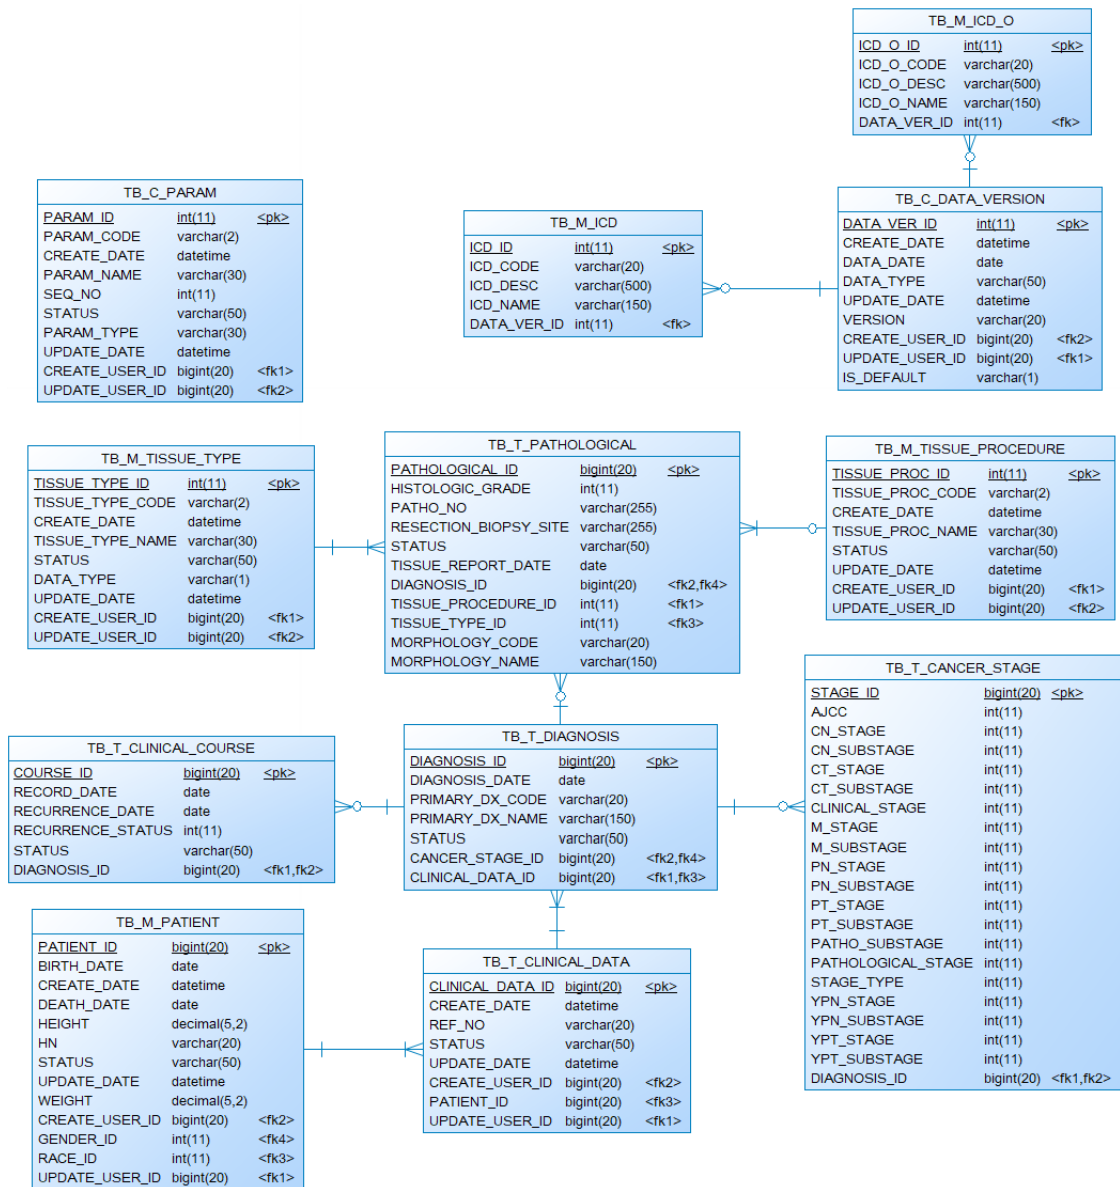 TB_M_ICD_O
ICD_O_ID int(11) <pk>
ICD_O_CODE varchar(20)
ICD_O_DESC varchar(500)
ICD_O_NAME varchar(150)
DATA_VER_ID int(11) <fk>
TB_C_PARAM
PARAM_ID int(11) <pk>
PARAM_CODE varchar(2)
CREATE_DATE datetime
PARAM_NAME varchar(30)
SEQ_NO int(11)
STATUS varchar(50)
PARAM_TYPE varchar(30)
UPDATE_DATE datetime
CREATE_USER_ID bigint(20) <fk1>
UPDATE_USER_ID bigint(20) <fk2>
TB_M_ICD
ICD_ID int(11) <pk>
ICD_CODE varchar(20)
ICD_DESC varchar(500)
ICD_NAME varchar(150)
DATA_VER_ID int(11) <fk>
TB_C_DATA_VERSION
DATA_VER_ID int(11) <pk>
CREATE_DATE datetime
DATA_DATE date
DATA_TYPE varchar(50)
UPDATE_DATE datetime
VERSION varchar(20)
CREATE_USER_ID bigint(20) <fk2>
UPDATE_USER_ID bigint(20) <fk1>
IS_DEFAULT varchar(1)
TB_M_TISSUE_TYPE
TISSUE_TYPE_ID int(11) <pk>
TISSUE_TYPE_CODE varchar(2)
CREATE_DATE datetime
TISSUE_TYPE_NAME varchar(30)
STATUS varchar(50)
DATA_TYPE varchar(1)
UPDATE_DATE datetime
CREATE_USER_ID bigint(20) <fk1>
UPDATE_USER_ID bigint(20) <fk2>
TB_T_PATHOLOGICAL
PATHOLOGICAL_ID bigint(20) <pk>
HISTOLOGIC_GRADE int(11)
PATHO_NO varchar(255)
RESECTION_BIOPSY_SITE varchar(255)
STATUS varchar(50)
TISSUE_REPORT_DATE date
DIAGNOSIS_ID bigint(20) <fk2,fk4>
TISSUE_PROCEDURE_ID int(11) <fk1>
TISSUE_TYPE_ID int(11) <fk3>
MORPHOLOGY_CODE varchar(20)
MORPHOLOGY_NAME varchar(150)
TB_M_TISSUE_PROCEDURE
TISSUE_PROC_ID int(11) <pk>
TISSUE_PROC_CODE varchar(2)
CREATE_DATE datetime
TISSUE_PROC_NAME varchar(30)
STATUS varchar(50)
UPDATE_DATE datetime
CREATE_USER_ID bigint(20) <fk1>
UPDATE_USER_ID bigint(20) <fk2>
TB_T_CLINICAL_COURSE
COURSE_ID bigint(20) <pk>
RECORD_DATE date
RECURRENCE_DATE date
RECURRENCE_STATUS int(11)
STATUS varchar(50)
DIAGNOSIS_ID bigint(20) <fk1,fk2>
TB_T_DIAGNOSIS
DIAGNOSIS_ID bigint(20) <pk>
DIAGNOSIS_DATE date
PRIMARY_DX_CODE varchar(20)
PRIMARY_DX_NAME varchar(150)
STATUS varchar(50)
CANCER_STAGE_ID bigint(20) <fk2,fk4>
CLINICAL_DATA_ID bigint(20) <fk1,fk3>
TB_T_CANCER_STAGE
STAGE_ID bigint(20) <pk>
AJCC int(11)
CN_STAGE int(11)
CN_SUBSTAGE int(11)
CT_STAGE int(11)
CT_SUBSTAGE int(11)
CLINICAL_STAGE int(11)
M_STAGE int(11)
M_SUBSTAGE int(11)
PN_STAGE int(11)
PN_SUBSTAGE int(11)
PT_STAGE int(11)
PT_SUBSTAGE int(11)
PATHO_SUBSTAGE int(11)
PATHOLOGICAL_STAGE int(11)
STAGE_TYPE int(11)
YPN_STAGE int(11)
YPN_SUBSTAGE int(11)
YPT_STAGE int(11)
YPT_SUBSTAGE int(11)
DIAGNOSIS_ID bigint(20) <fk1,fk2>
TB_M_PATIENT
PATIENT_ID bigint(20) <pk>
BIRTH_DATE date
CREATE_DATE datetime
DEATH_DATE date
HEIGHT decimal(5,2)
HN varchar(20)
STATUS varchar(50)
UPDATE_DATE datetime
WEIGHT decimal(5,2)
CREATE_USER_ID bigint(20) <fk2>
GENDER_ID int(11) <fk4>
RACE_ID int(11) <fk3>
UPDATE_USER_ID bigint(20) <fk1>
TB_T_CLINICAL_DATA
CLINICAL_DATA_ID bigint(20) <pk>
CREATE_DATE datetime
REF_NO varchar(20)
STATUS varchar(50)
UPDATE_DATE datetime
CREATE_USER_ID bigint(20) <fk2>
PATIENT_ID bigint(20) <fk3>
UPDATE_USER_ID bigint(20) <fk1>